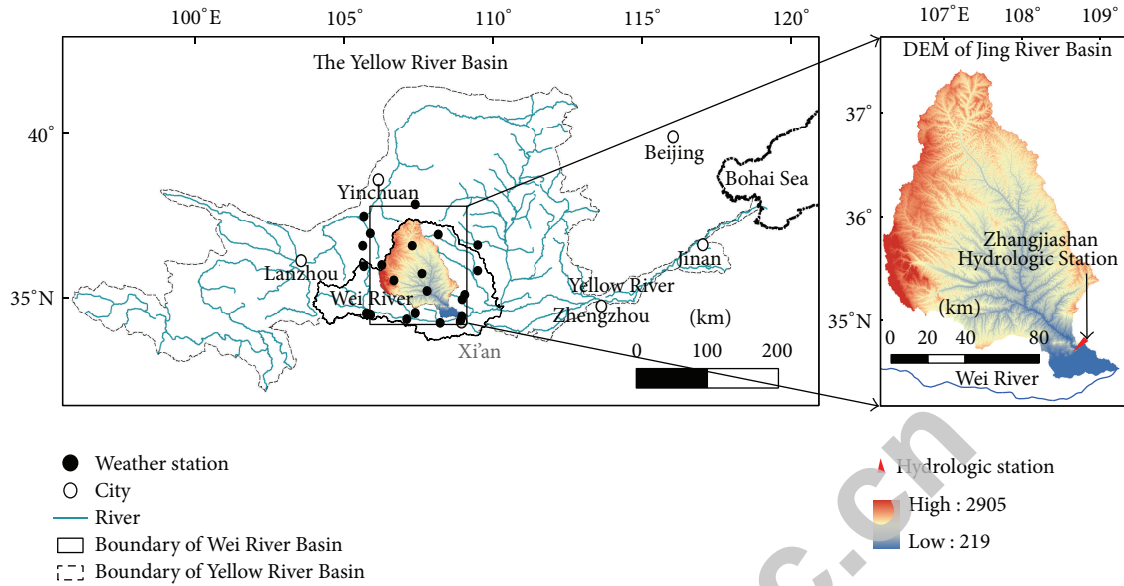 100°E 105° 110° 115° 120°
The Yellow River Basin
40°
35°N
Beijing
Bohai Sea
Yinchuan
Lanzhou
Jinan
Wei River
Yellow River
Zhengzhou
Xi'an
(km)
0 100 200
107°E 108° 109°
DEM of Jing River Basin
37°
36°
35°N
Zhangjiashan
Hydrologic Station
(km)
0 20 40 80
Wei River
Weather station
City
River
Boundary of Wei River Basin
Boundary of Yellow River Basin
Hydrologic station
High : 2905
Low : 219
c.cn